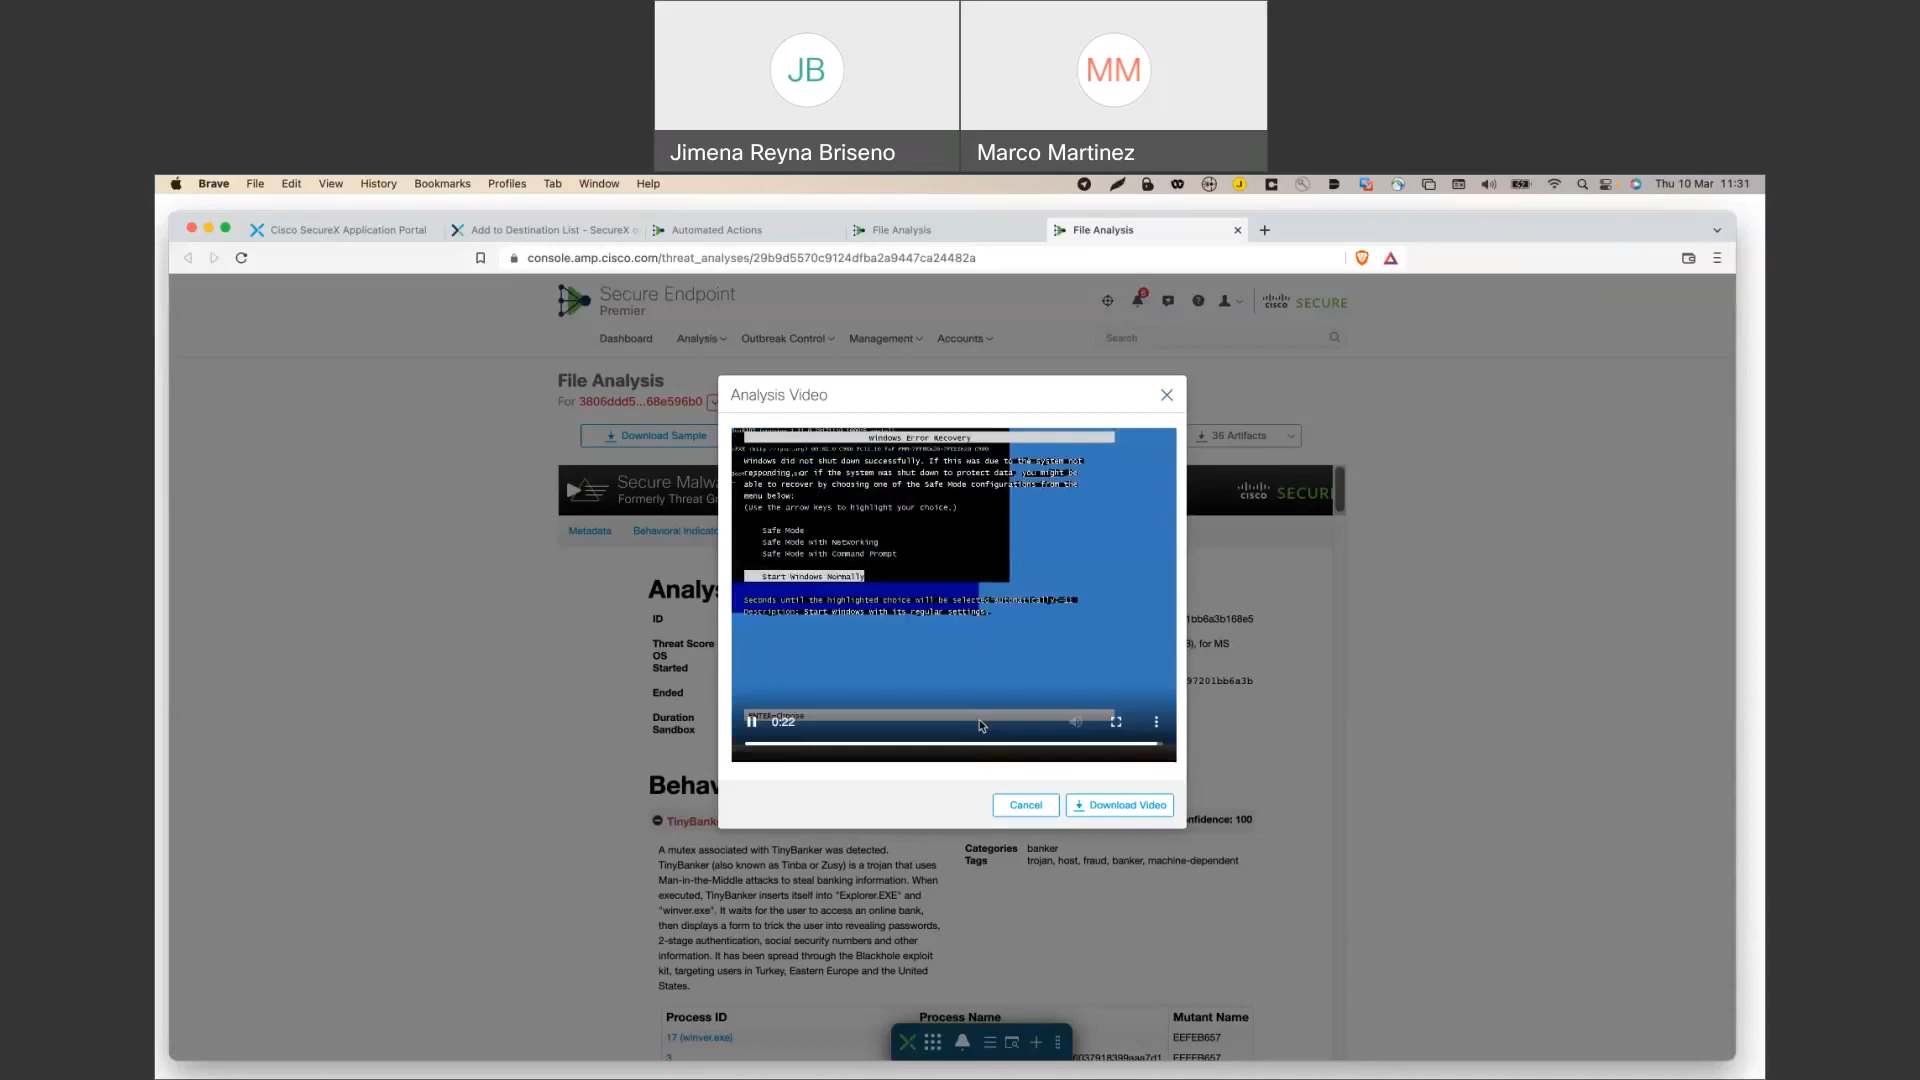 JB
MM
Jimena Reyna Briseno
Marco Martinez
Brave File Edit View History Bookmarks Profiles Tab Window Help
Thu 10 Mar 11:31
Cisco SecureX Application Portal
Add to Destination List - SecureX
Automated Actions
File Analysis
File Analysis
console.amp.cisco.com/threat_analyses/29b9d5570c9124dfba2a9447ca24482a
Secure Endpoint
Premier
6
CISCO SECURE
Dashboard Analysis Outbreak Control Management Accounts
Search
File Analysis
For 3806ddd5...68e596b0
Download Sample
36 Artifacts
Analysis Video
Secure Malw
Formerly Threat Gr
CISCO SECURE
Metadata Behavioral Indicato
Windows Error Recovery
Windows did not shut down successfully. If this was due to the system not
responding, or if the system was shut down to protect data, you might be
able to recover by choosing one of the Safe Mode configurations from the
menu below:
(Use the arrow keys to highlight your choice.)
Safe Mode
Safe Mode with Networking
Safe Mode with Command Prompt
Start Windows Normally
Seconds until the highlighted choice will be selected automatically: 11
Description: Start Windows with its regular settings.
ENTER=Choose
0:22
Cancel
Download Video
Analys
ID
1bb6a3b168e5
Threat Score
), for MS
OS
Started
97201bb6a3b
Ended
Duration
Sandbox
Behav
TinyBank
nfidence: 100
A mutex associated with TinyBanker was detected.
TinyBanker (also known as Tinba or Zusy) is a trojan that uses
Man-in-the-Middle attacks to steal banking information. When
executed, TinyBanker inserts itself into "Explorer.EXE" and
"winver.exe". It waits for the user to access an online bank,
then displays a form to trick the user into revealing passwords,
2-stage authentication, social security numbers and other
information. It has been spread through the Blackhole exploit
kit, targeting users in Turkey, Eastern Europe and the United
States.
Categories banker
Tags trojan, host, fraud, banker, machine-dependent
Process ID Process Name Mutant Name
17 (winver.exe) EEFEB657
3 6037918399aaa7d1 EEFEB657